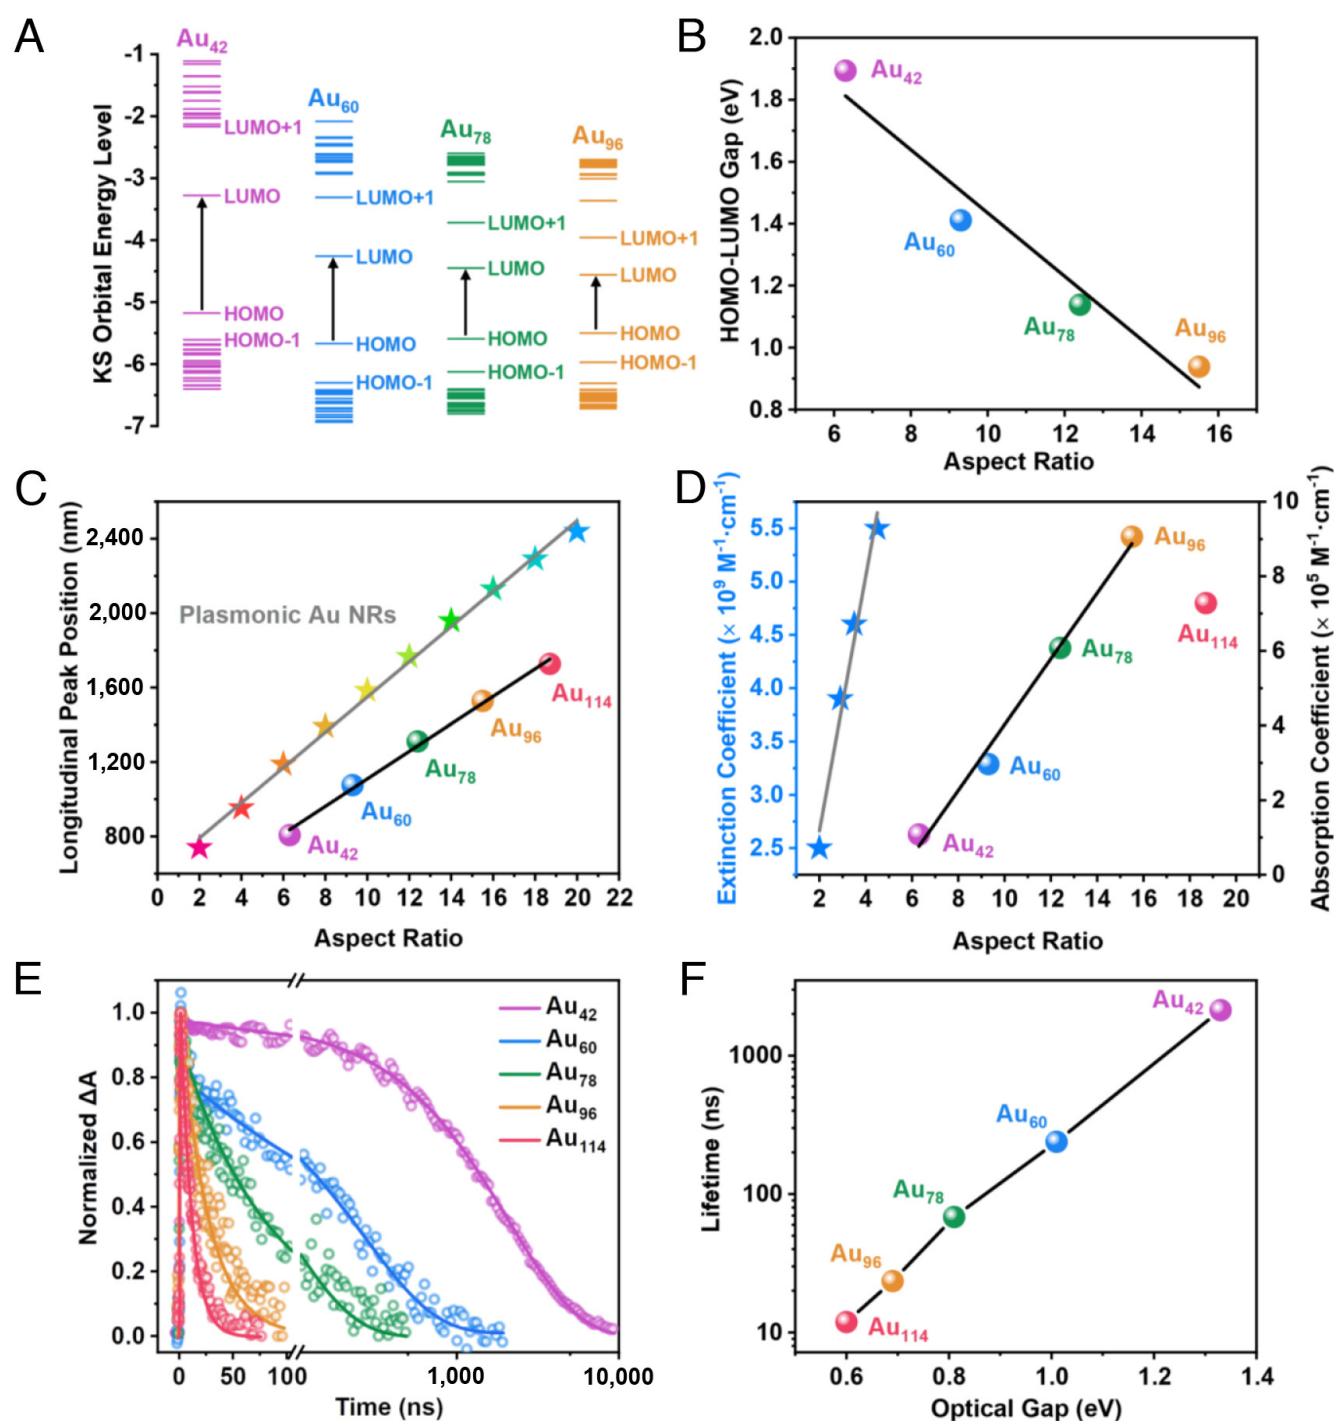 A
Au42
Au60
Au78
Au96
-1
-2
-3
-4
-5
-6
-7
KS Orbital Energy Level
LUMO+1
LUMO
HOMO
HOMO-1
LUMO+1
LUMO
HOMO
HOMO-1
LUMO+1
LUMO
HOMO
HOMO-1
LUMO+1
LUMO
HOMO
HOMO-1
B
2.0
1.8
1.6
1.4
1.2
1.0
0.8
HOMO-LUMO Gap (eV)
Au42
Au60
Au78
Au96
6 8 10 12 14 16
Aspect Ratio
C
2,400
2,000
1,600
1,200
800
Longitudinal Peak Position (nm)
Plasmonic Au NRs
Au114
Au96
Au78
Au60
Au42
0 2 4 6 8 10 12 14 16 18 20 22
Aspect Ratio
D
5.5
5.0
4.5
4.0
3.5
3.0
2.5
Extinction Coefficient (× 10⁹ M⁻¹·cm⁻¹)
Au96
Au114
Au78
Au60
Au42
10
8
6
4
2
0
Absorption Coefficient (× 10⁵ M⁻¹·cm⁻¹)
2 4 6 8 10 12 14 16 18 20
Aspect Ratio
E
1.0
0.8
0.6
0.4
0.2
0.0
Normalized ΔA
Au42
Au60
Au78
Au96
Au114
0 50 100 1,000 10,000
Time (ns)
F
1000
100
10
Lifetime (ns)
Au42
Au60
Au78
Au96
Au114
0.6 0.8 1.0 1.2 1.4
Optical Gap (eV)